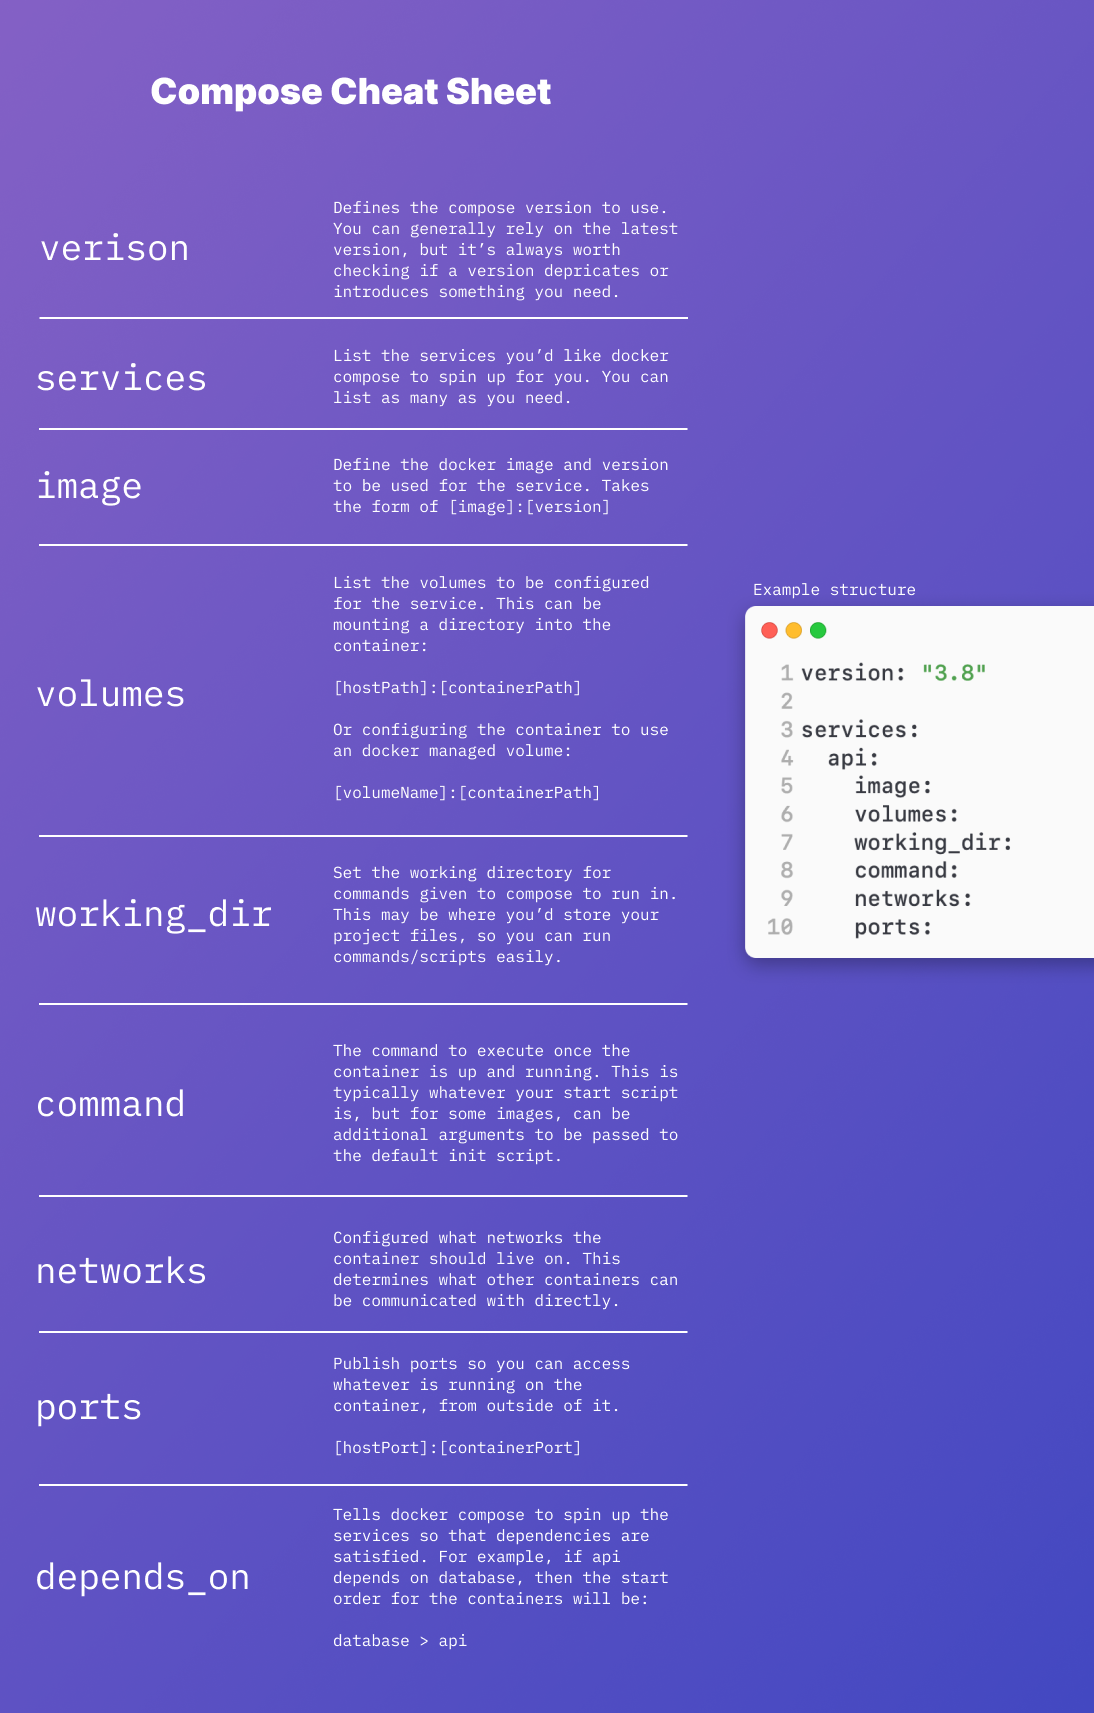 Compose Cheat Sheet
verison
Defines the compose version to use.
You can generally rely on the latest
version, but it’s always worth
checking if a version depricates or
introduces something you need.
services
List the services you’d like docker
compose to spin up for you. You can
list as many as you need.
image
Define the docker image and version
to be used for the service. Takes
the form of [image]:[version]
volumes
List the volumes to be configured
for the service. This can be
mounting a directory into the
container:
[hostPath]:[containerPath]
Or configuring the container to use
an docker managed volume:
[volumeName]:[containerPath]
working_dir
Set the working directory for
commands given to compose to run in.
This may be where you’d store your
project files, so you can run
commands/scripts easily.
command
The command to execute once the
container is up and running. This is
typically whatever your start script
is, but for some images, can be
additional arguments to be passed to
the default init script.
networks
Configured what networks the
container should live on. This
determines what other containers can
be communicated with directly.
ports
Publish ports so you can access
whatever is running on the
container, from outside of it.
[hostPort]:[containerPort]
depends_on
Tells docker compose to spin up the
services so that dependencies are
satisfied. For example, if api
depends on database, then the start
order for the containers will be:
database > api
Example structure
1 version: "3.8"
2
3 services:
4   api:
5     image:
6     volumes:
7     working_dir:
8     command:
9     networks:
10     ports: